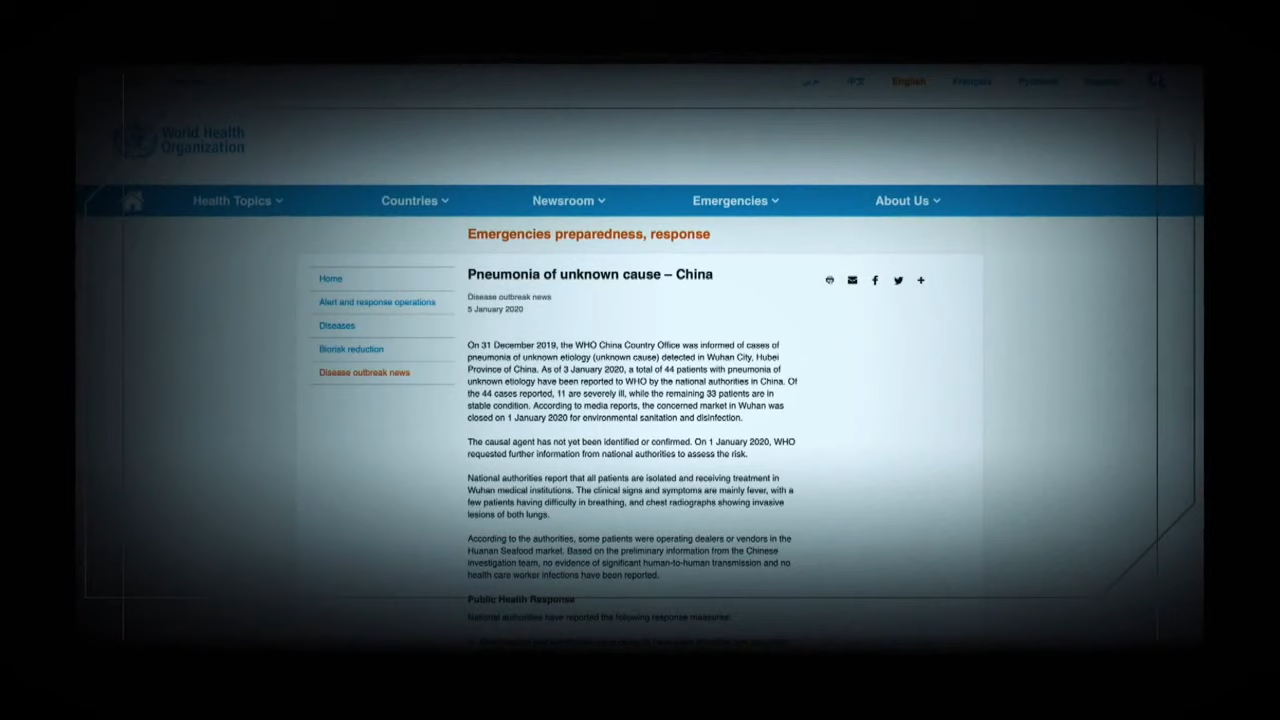 中文
English
Français
Русский
Español
World Health
Organization
Health Topics
Countries
Newsroom
Emergencies
About Us
Emergencies preparedness, response
Home
Alert and response operations
Diseases
Biorisk reduction
Disease outbreak news
Pneumonia of unknown cause – China
Disease outbreak news
5 January 2020
On 31 December 2019, the WHO China Country Office was informed of cases of
pneumonia of unknown etiology (unknown cause) detected in Wuhan City, Hubei
Province of China. As of 3 January 2020, a total of 44 patients with pneumonia of
unknown etiology have been reported to WHO by the national authorities in China. Of
the 44 cases reported, 11 are severely ill, while the remaining 33 patients are in
stable condition. According to media reports, the concerned market in Wuhan was
closed on 1 January 2020 for environmental sanitation and disinfection.
The causal agent has not yet been identified or confirmed. On 1 January 2020, WHO
requested further information from national authorities to assess the risk.
National authorities report that all patients are isolated and receiving treatment in
Wuhan medical institutions. The clinical signs and symptoms are mainly fever, with a
few patients having difficulty in breathing, and chest radiographs showing invasive
lesions of both lungs.
According to the authorities, some patients were operating dealers or vendors in the
Huanan Seafood market. Based on the preliminary information from the Chinese
investigation team, no evidence of significant human-to-human transmission and no
health care worker infections have been reported.
Public Health Response
National authorities have reported the following response measures: